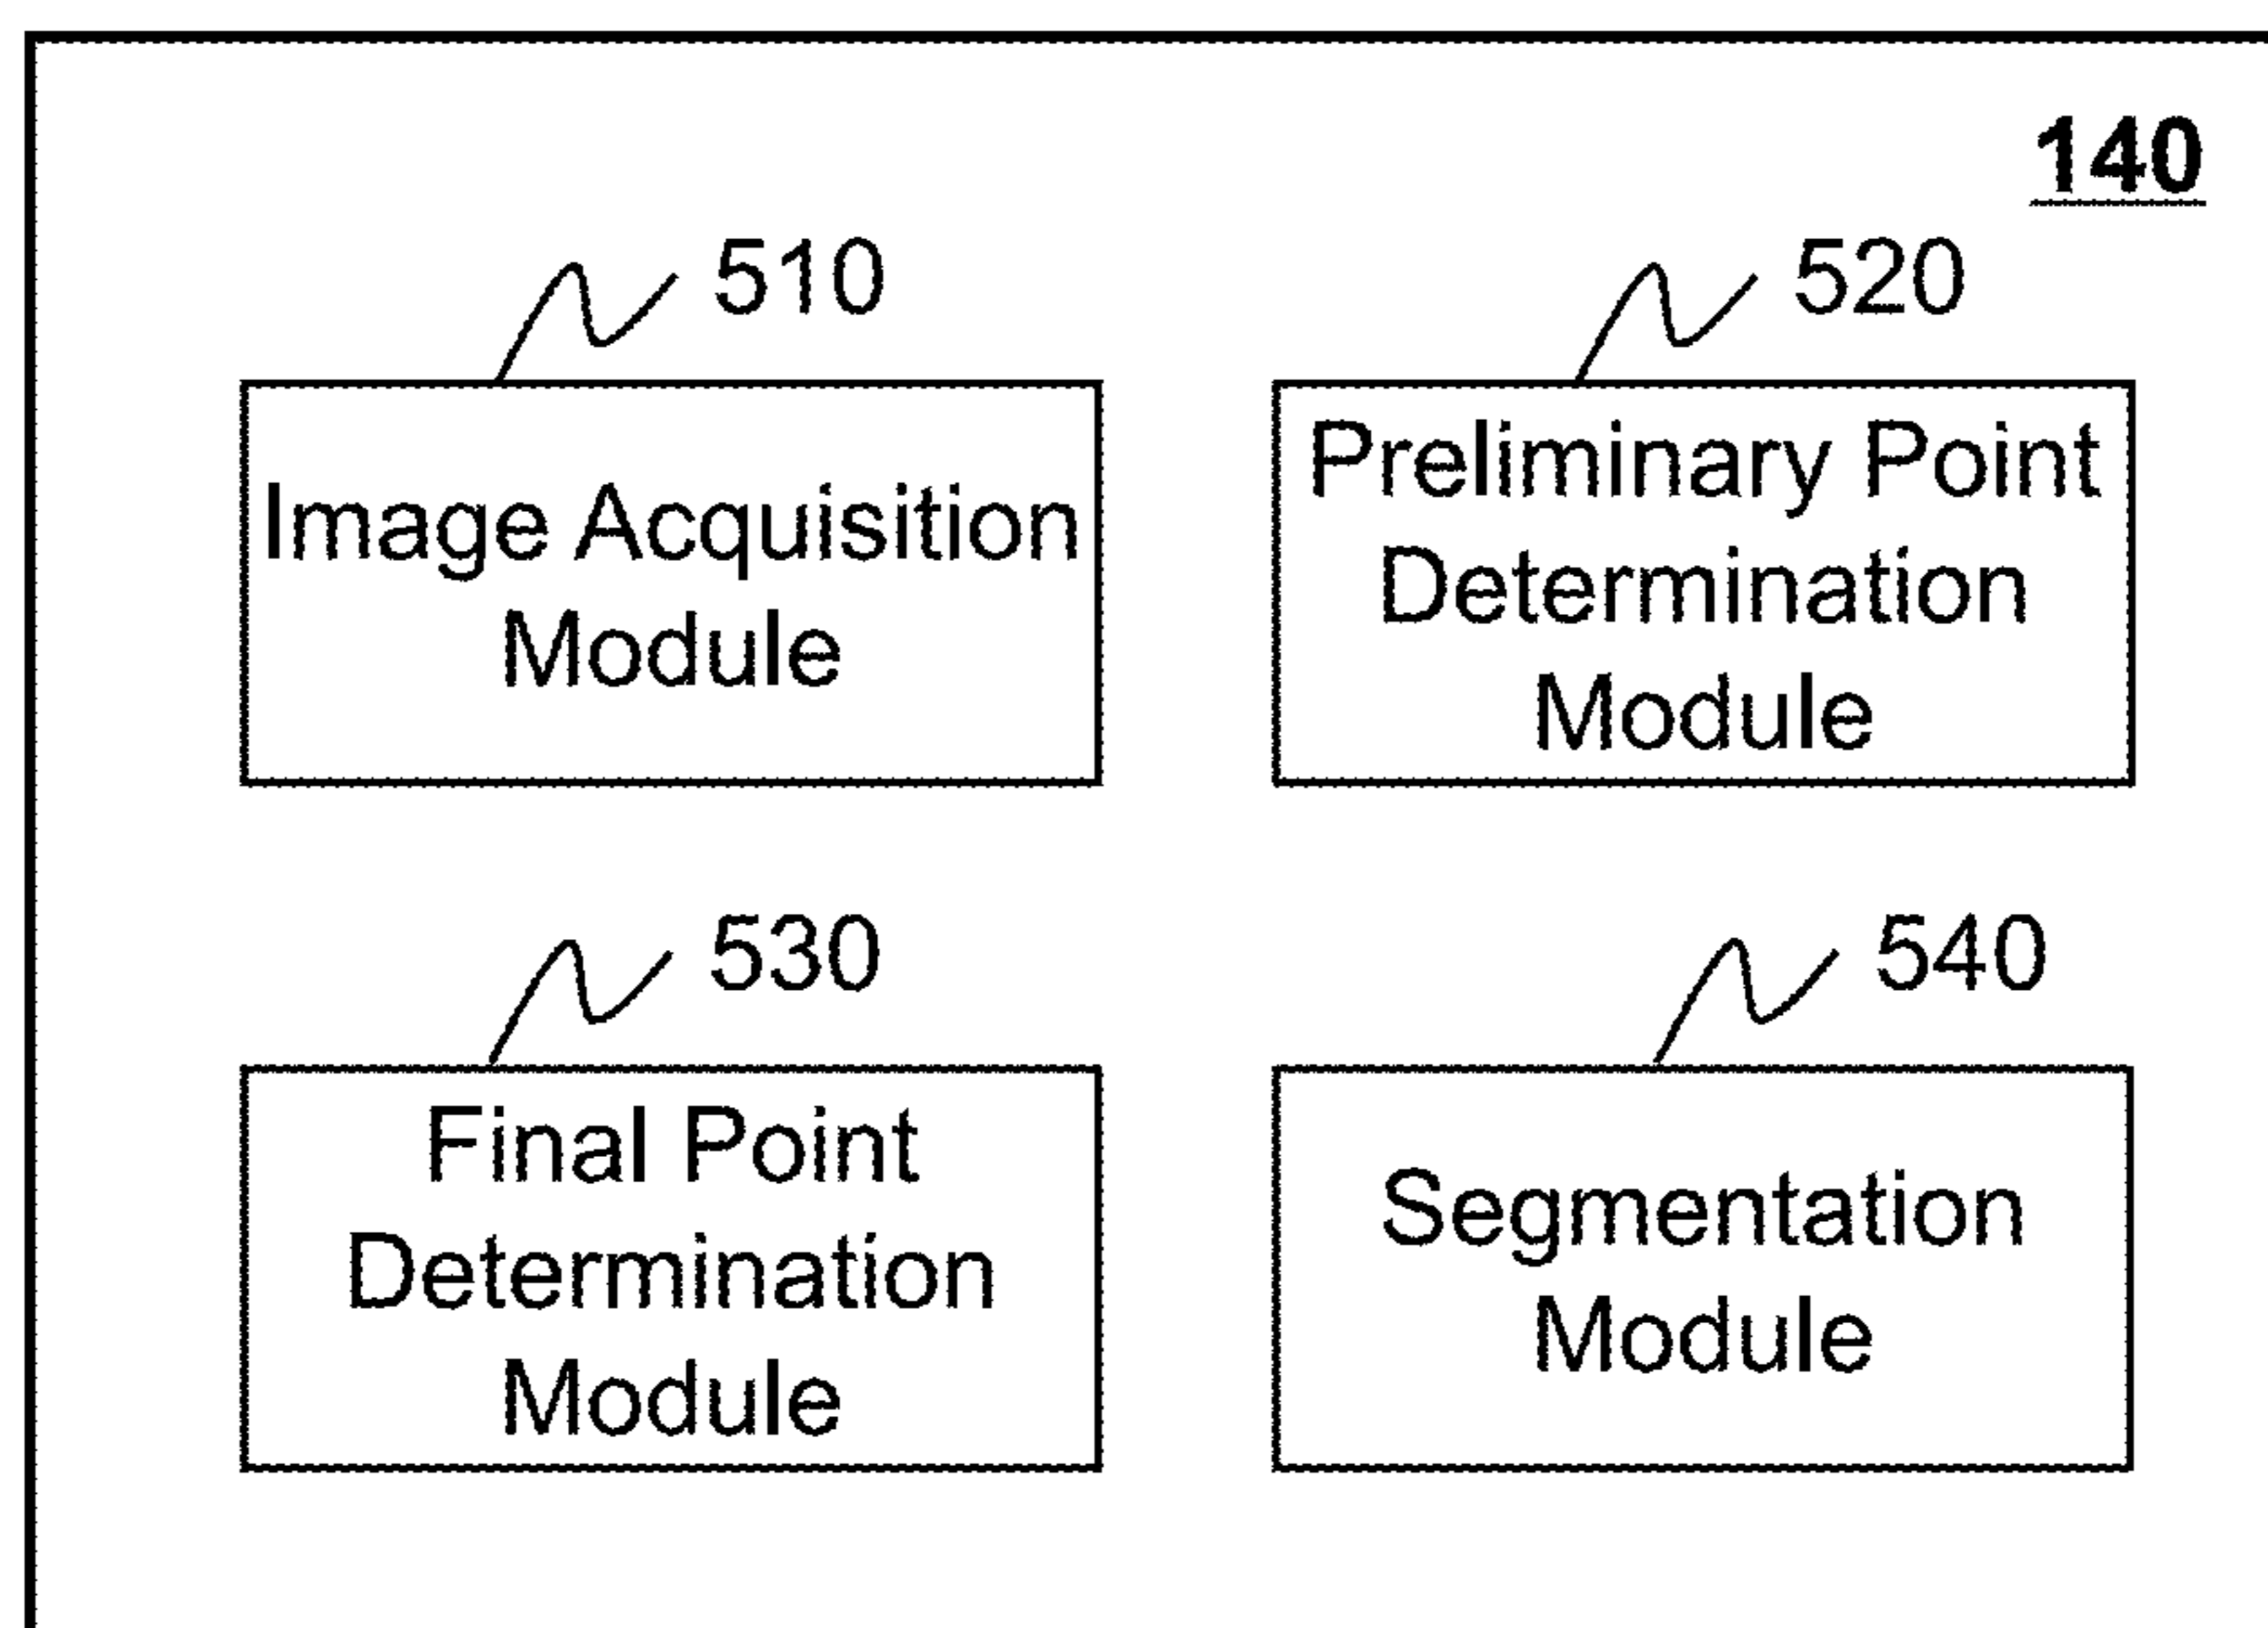 140
510
Image Acquisition
Module
520
Preliminary Point
Determination
Module
530
Final Point
Determination
Module
540
Segmentation
Module